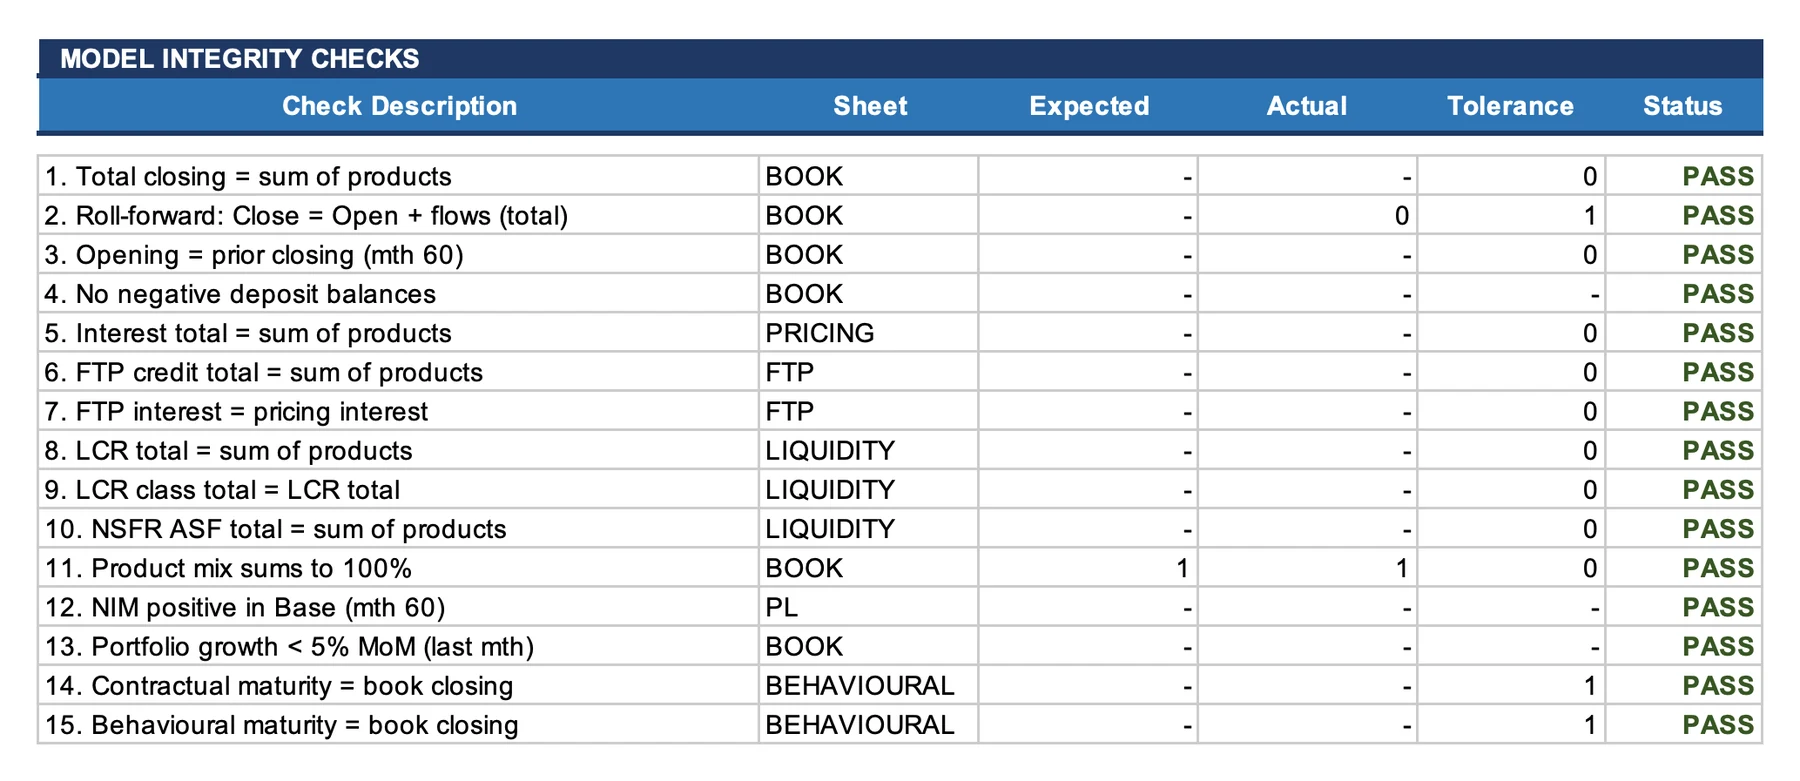 MODEL INTEGRITY CHECKS
Check Description Sheet Expected Actual Tolerance Status
1. Total closing = sum of products BOOK - - 0 PASS
2. Roll-forward: Close = Open + flows (total) BOOK - 0 1 PASS
3. Opening = prior closing (mth 60) BOOK - - 0 PASS
4. No negative deposit balances BOOK - - - PASS
5. Interest total = sum of products PRICING - - 0 PASS
6. FTP credit total = sum of products FTP - - 0 PASS
7. FTP interest = pricing interest FTP - - 0 PASS
8. LCR total = sum of products LIQUIDITY - - 0 PASS
9. LCR class total = LCR total LIQUIDITY - - 0 PASS
10. NSFR ASF total = sum of products LIQUIDITY - - 0 PASS
11. Product mix sums to 100% BOOK 1 1 0 PASS
12. NIM positive in Base (mth 60) PL - - - PASS
13. Portfolio growth < 5% MoM (last mth) BOOK - - - PASS
14. Contractual maturity = book closing BEHAVIOURAL - - 1 PASS
15. Behavioural maturity = book closing BEHAVIOURAL - - 1 PASS